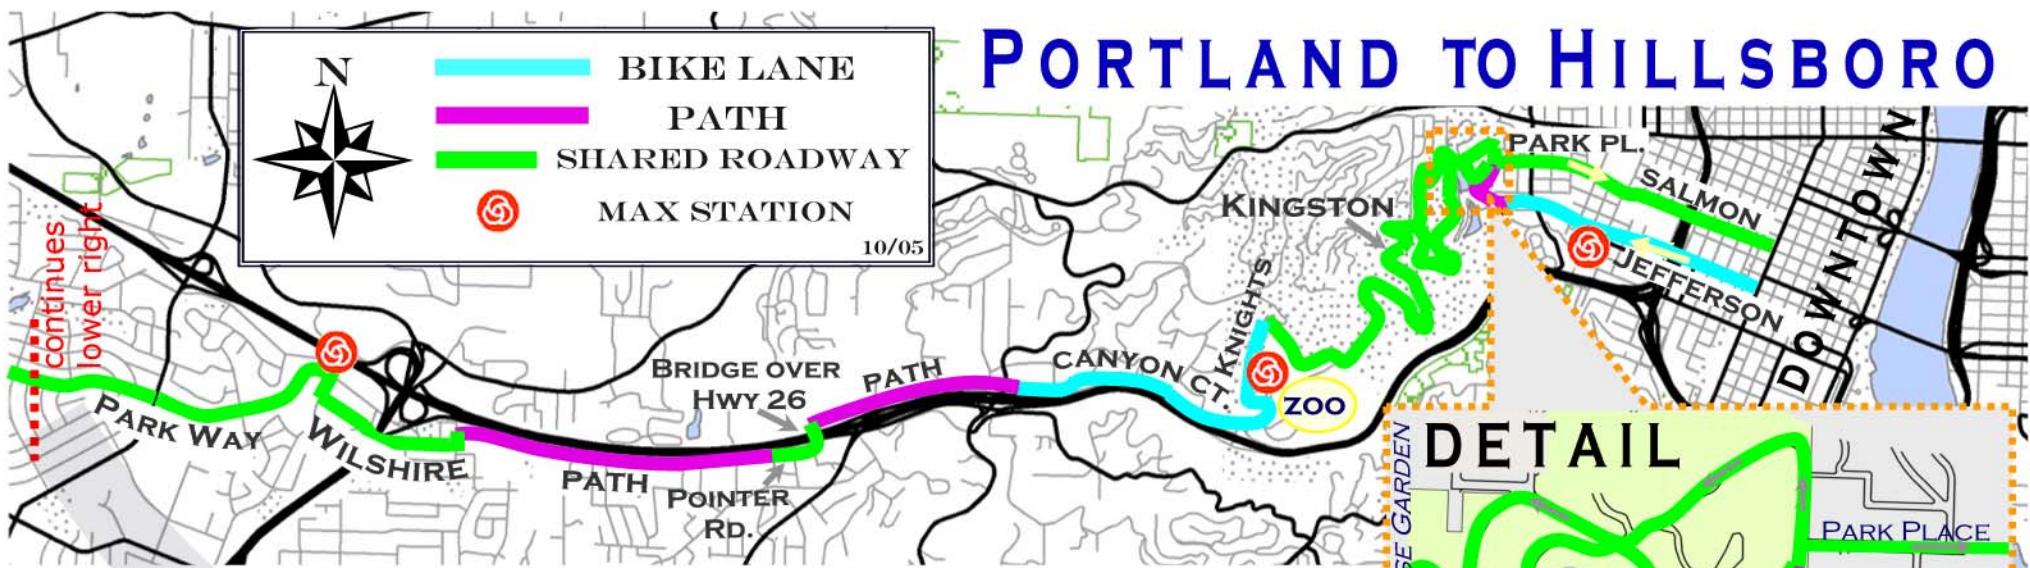 PORTLAND TO HILLSBORO
N
BIKE LANE
PATH
SHARED ROADWAY
MAX STATION
10/05
continues
lower right
PARK WAY
WILSHIRE
PATH
POINTER
RD.
BRIDGE OVER
HWY 26
PATH
CANYON CT.
KNIGHTS
ZOO
KINGSTON
PARK PL.
SALMON
JEFFERSON
DOWNTOWN
DETAIL
SE GARDEN
PARK PLACE